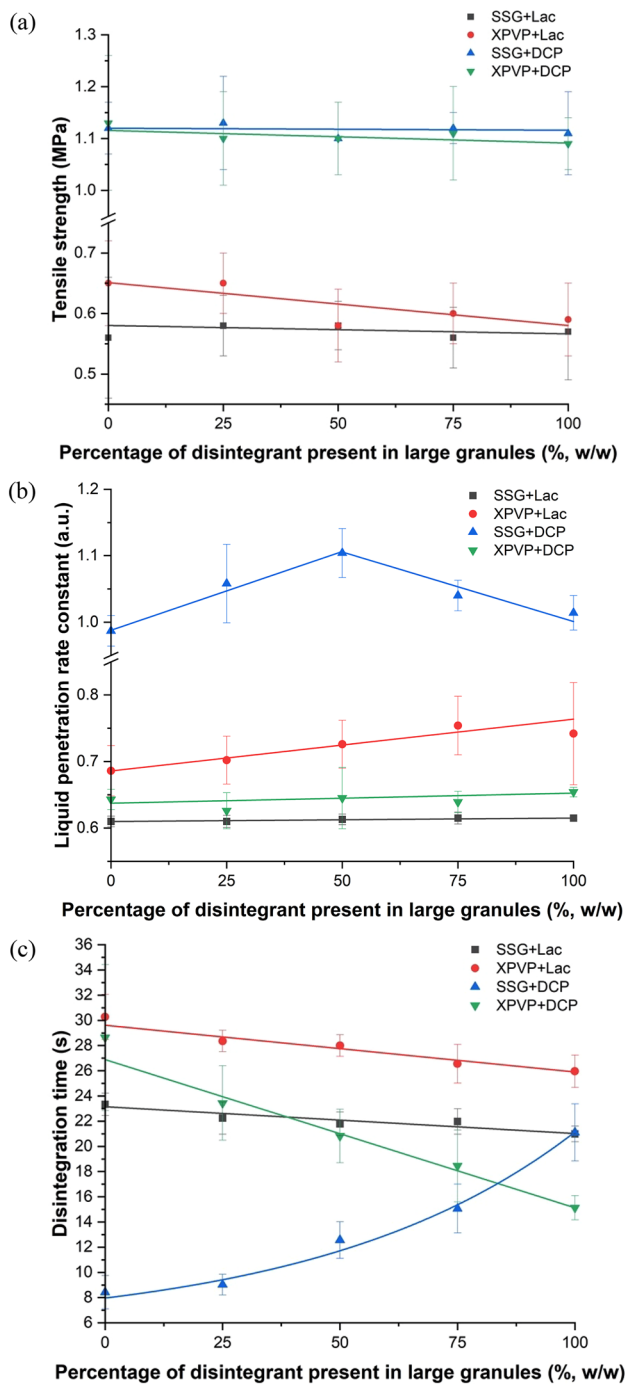 (a)
SSG+Lac
XPVP+Lac
SSG+DCP
XPVP+DCP
1.3
1.2
1.1
1.0
0.7
0.6
0.5
Tensile strength (MPa)
0 25 50 75 100
Percentage of disintegrant present in large granules (%, w/w)
(b)
SSG+Lac
XPVP+Lac
SSG+DCP
XPVP+DCP
1.2
1.1
1.0
0.8
0.7
0.6
Liquid penetration rate constant (a.u.)
0 25 50 75 100
Percentage of disintegrant present in large granules (%, w/w)
(c)
SSG+Lac
XPVP+Lac
SSG+DCP
XPVP+DCP
36
34
32
30
28
26
24
22
20
18
16
14
12
10
8
6
Disintegration time (s)
0 25 50 75 100
Percentage of disintegrant present in large granules (%, w/w)